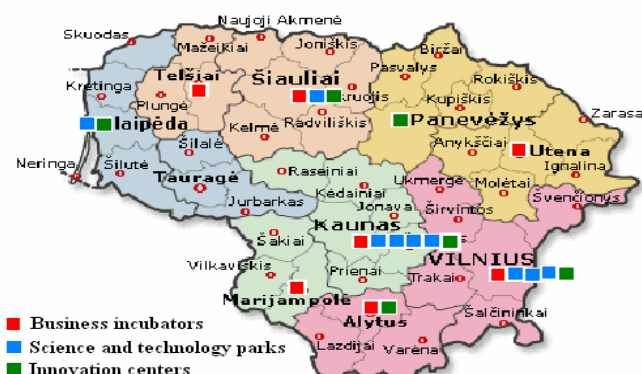 Naujoji Akmenė
Skuodas
Mažeikiai
Joniškis
Biržai
Pasvalys
Telšiai
Šiauliai
Rokiškis
Kretinga
Plungė
kruojis
Kupiškis
laipėda
Radviliškis
Panevėžys
Zarasa
Kelmė
Anykščiai
Utena
Šilalė
Neringa
Šilutė
Raseiniai
Ignalina
Tauragė
Kėdainiai
Ukmergė
Molėtai
Jurbarkas
Jonava
Širvintos
Švenčionys
Kaunas
Šakiai
VILNIUS
Vilkaviškis
Prienai
Trakai
Marijampolė
Alytus
Šalčininkai
Lazdijai
Varėna
Business incubators
Science and technology parks
Innovation centers